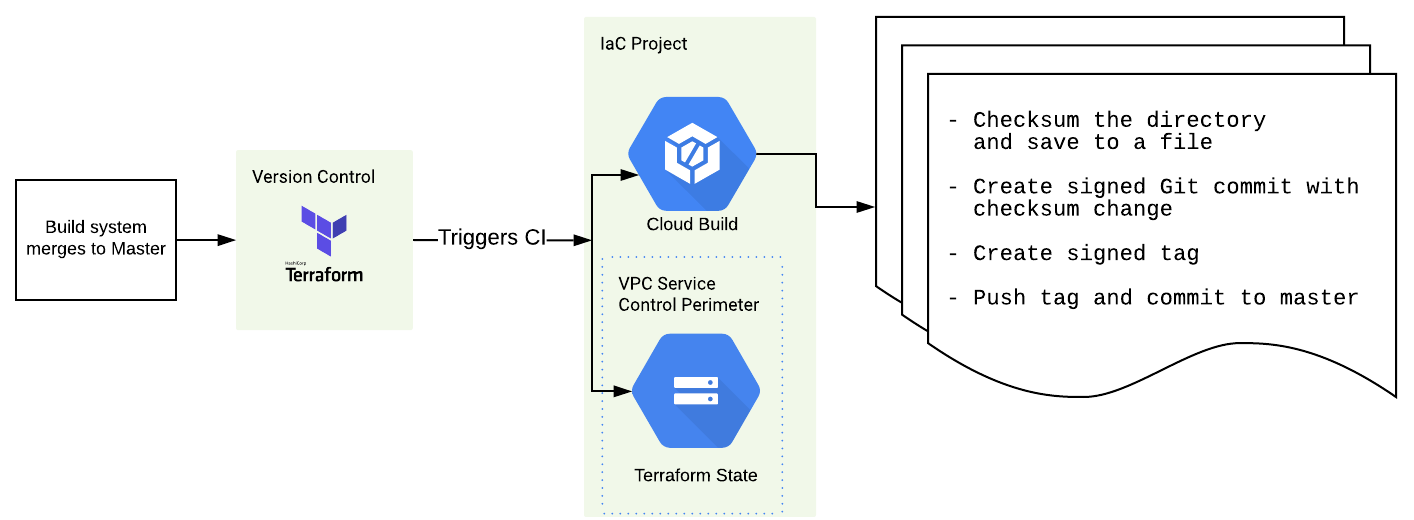 Build system
merges to Master
Version Control
HashiCorp
Terraform
Triggers CI
IaC Project
Cloud Build
VPC Service
Control Perimeter
Terraform State
- Checksum the directory
and save to a file
- Create signed Git commit with
checksum change
- Create signed tag
- Push tag and commit to master